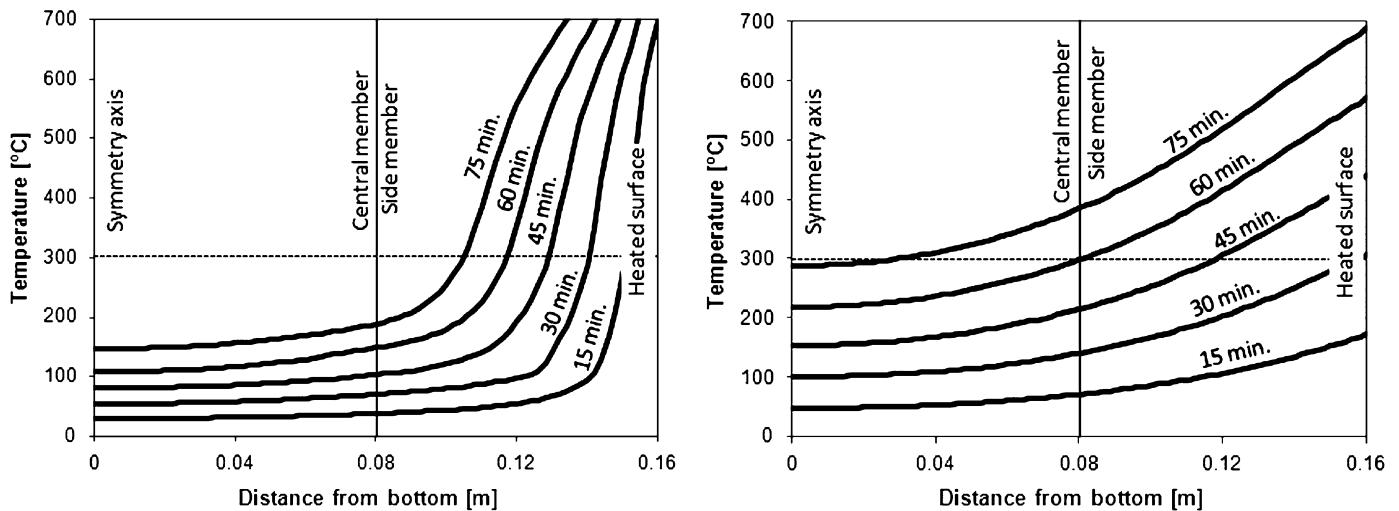 700
600
500
400
300
200
100
0
Temperature [°C]
Symmetry axis
Central member
Side member
75 min.
60 min.
45 min.
30 min.
15 min.
Heated surface
0
0.04
0.08
0.12
0.16
Distance from bottom [m]
700
600
500
400
300
200
100
0
Temperature [°C]
Symmetry axis
Central member
Side member
75 min.
60 min.
45 min.
30 min.
15 min.
Heated surface
0
0.04
0.08
0.12
0.16
Distance from bottom [m]